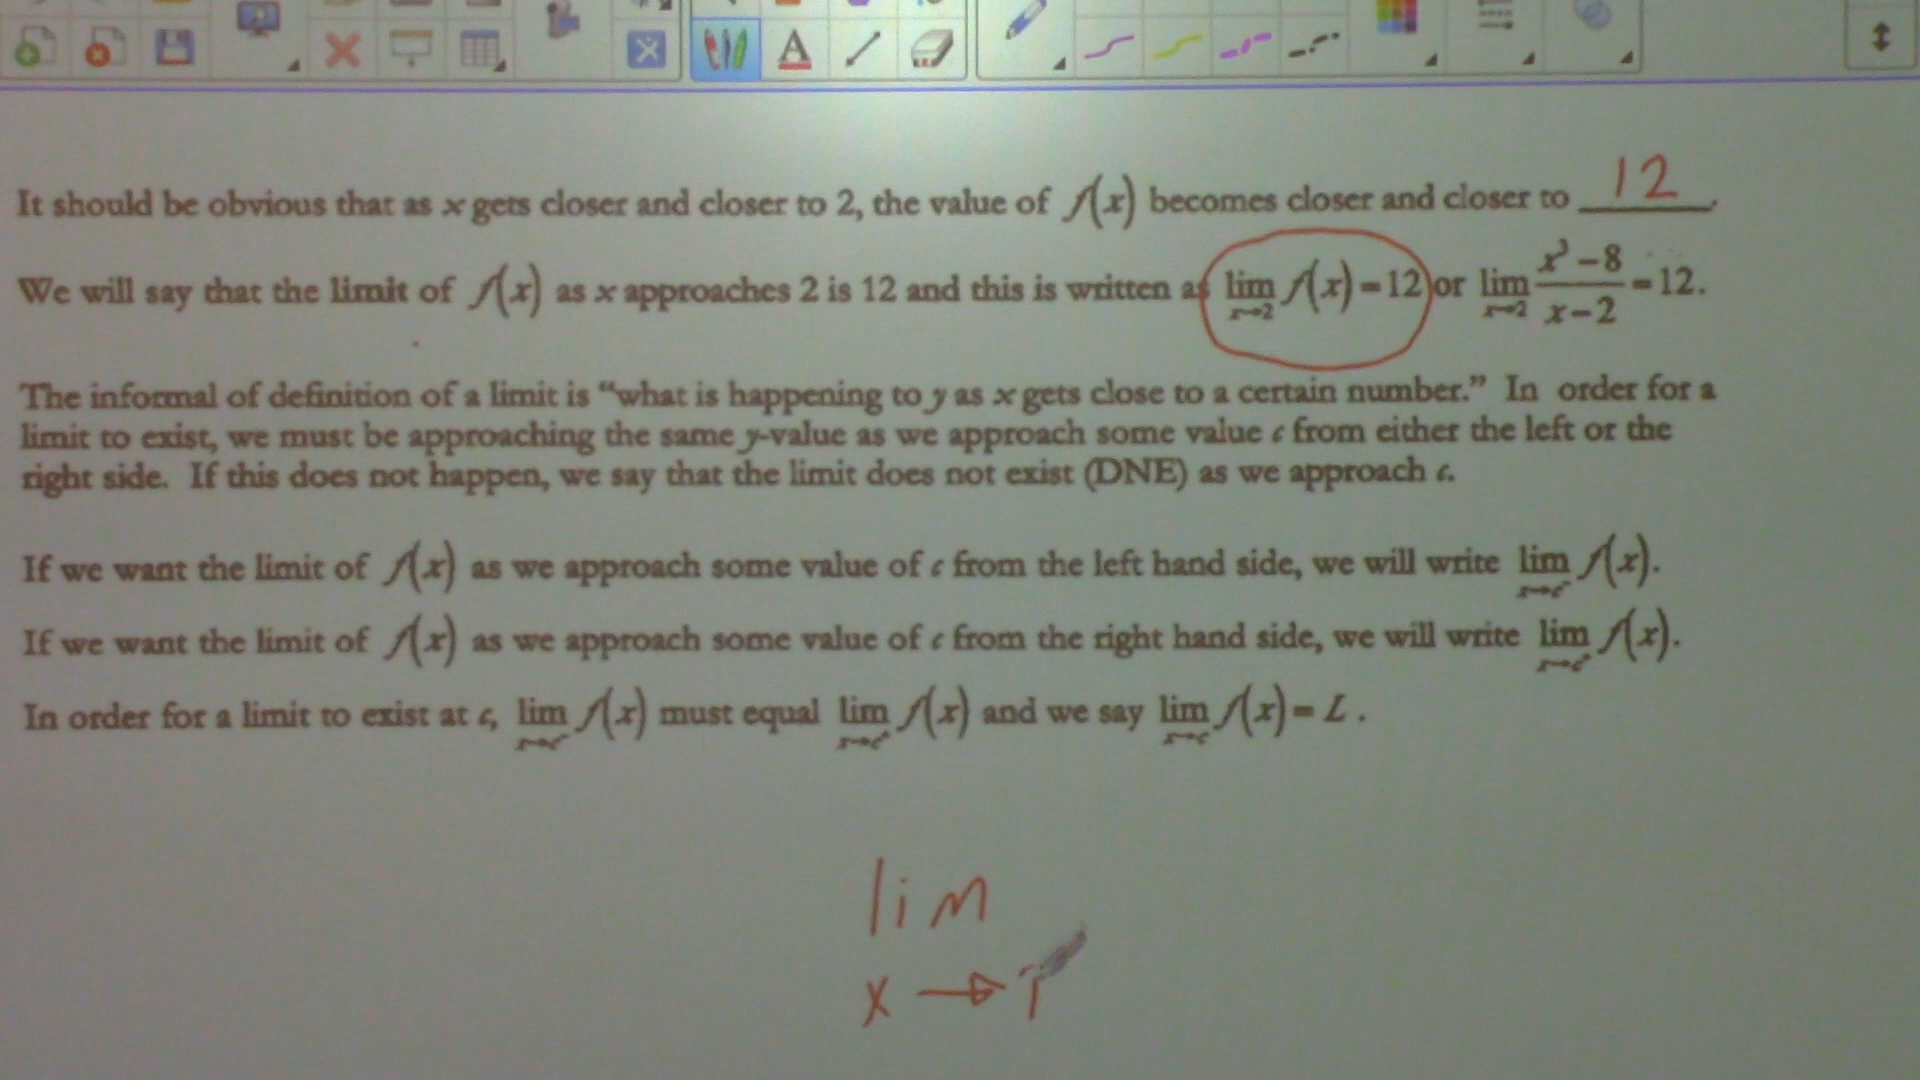 It should be obvious that as x gets closer and closer to 2, the value of f(x) becomes closer and closer to 12.
We will say that the limit of f(x) as x approaches 2 is 12 and this is written as lim x→2 f(x) = 12 or lim x→2 (x³ − 8)/(x − 2) = 12.
The informal of definition of a limit is “what is happening to y as x gets close to a certain number.” In order for a
limit to exist, we must be approaching the same y-value as we approach some value c from either the left or the
right side. If this does not happen, we say that the limit does not exist (DNE) as we approach c.
If we want the limit of f(x) as we approach some value of c from the left hand side, we will write lim x→c⁻ f(x).
If we want the limit of f(x) as we approach some value of c from the right hand side, we will write lim x→c⁺ f(x).
In order for a limit to exist at c, lim x→c⁻ f(x) must equal lim x→c⁺ f(x) and we say lim x→c f(x) = L.
lim
x →